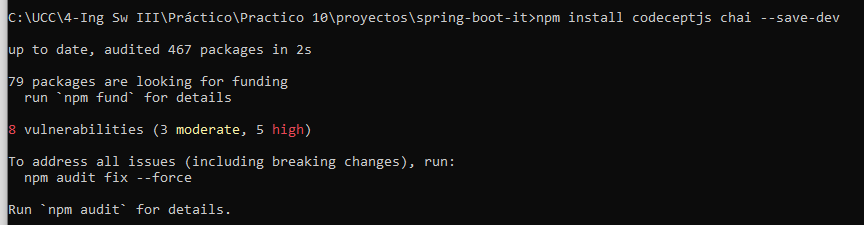 C:\UCC\4-Ing Sw III\Práctico\Practico 10\proyectos\spring-boot-it>npm install codeceptjs chai --save-dev
up to date, audited 467 packages in 2s
79 packages are looking for funding
  run `npm fund` for details
8 vulnerabilities (3 moderate, 5 high)
To address all issues (including breaking changes), run:
  npm audit fix --force
Run `npm audit` for details.